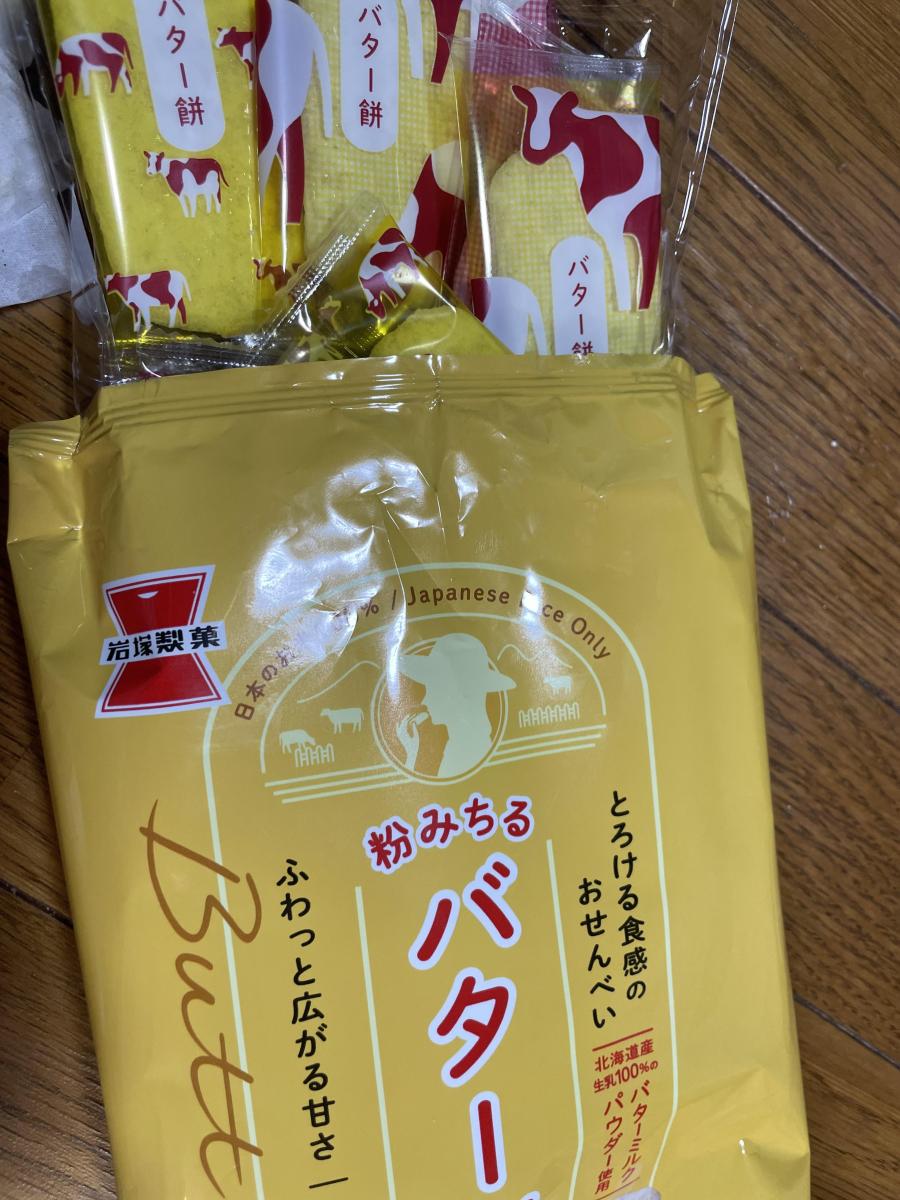 バター餅
バター餅
バター餅
岩塚製菓
日本の
% / Japanese Rice Only
粉みちる
バター
とろける食感の
おせんべい
北海道産
生乳100%の
バターミルク
パウダー使用
ふわっと広がる甘さ
Butt